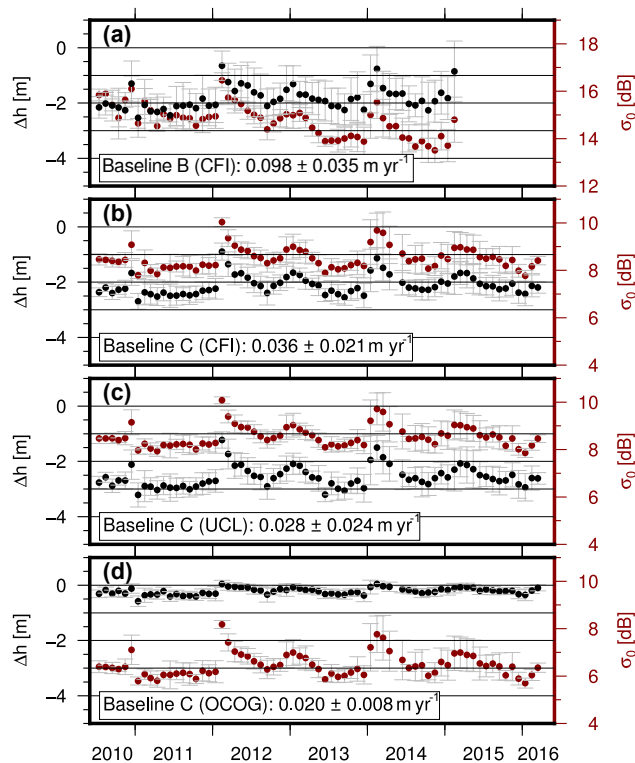 (a)
0
−2
−4
Δh [m]
18
16
14
12
σ0 [dB]
Baseline B (CFI): 0.098 ± 0.035 m yr-1
(b)
0
−2
−4
Δh [m]
10
8
6
4
σ0 [dB]
Baseline C (CFI): 0.036 ± 0.021 m yr-1
(c)
0
−2
−4
Δh [m]
10
8
6
4
σ0 [dB]
Baseline C (UCL): 0.028 ± 0.024 m yr-1
(d)
0
−2
−4
Δh [m]
10
8
6
4
σ0 [dB]
Baseline C (OCOG): 0.020 ± 0.008 m yr-1
2010 2011 2012 2013 2014 2015 2016